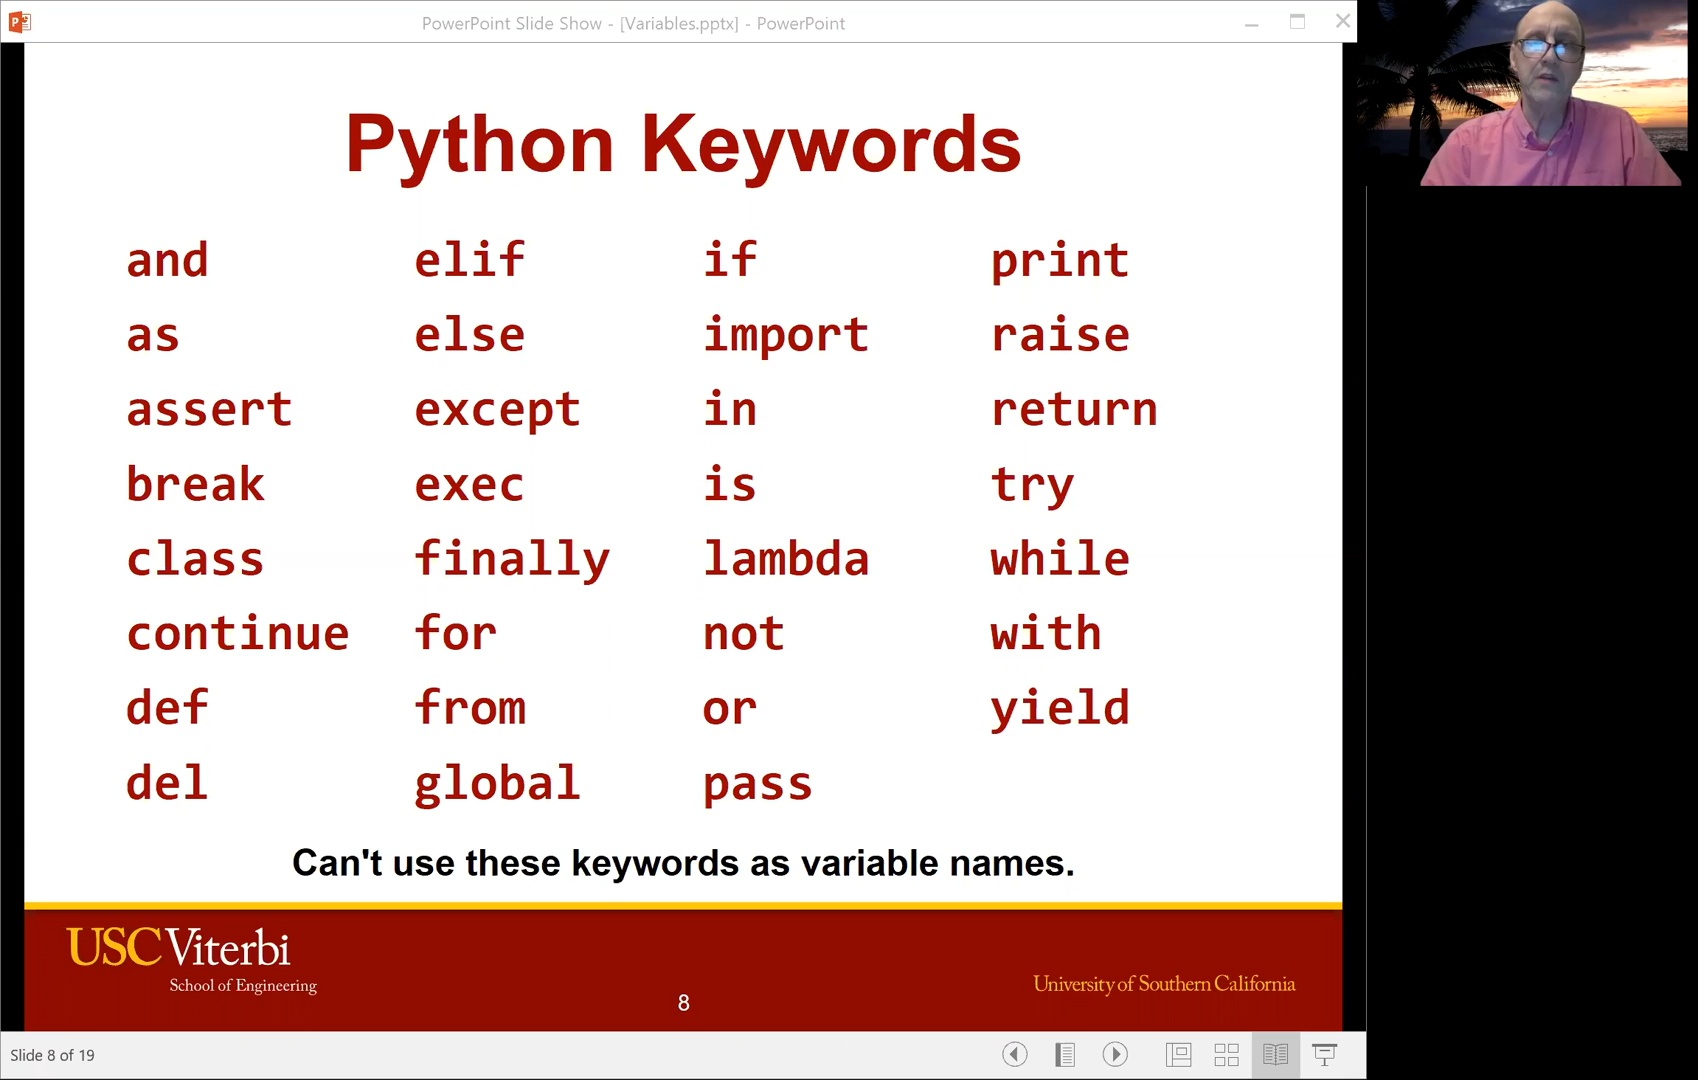 PowerPoint Slide Show - [Variables.pptx] - PowerPoint
Python Keywords
and elif if print
as else import raise
assert except in return
break exec is try
class finally lambda while
continue for not with
def from or yield
del global pass
Can't use these keywords as variable names.
USC Viterbi
School of Engineering
University of Southern California
8
Slide 8 of 19